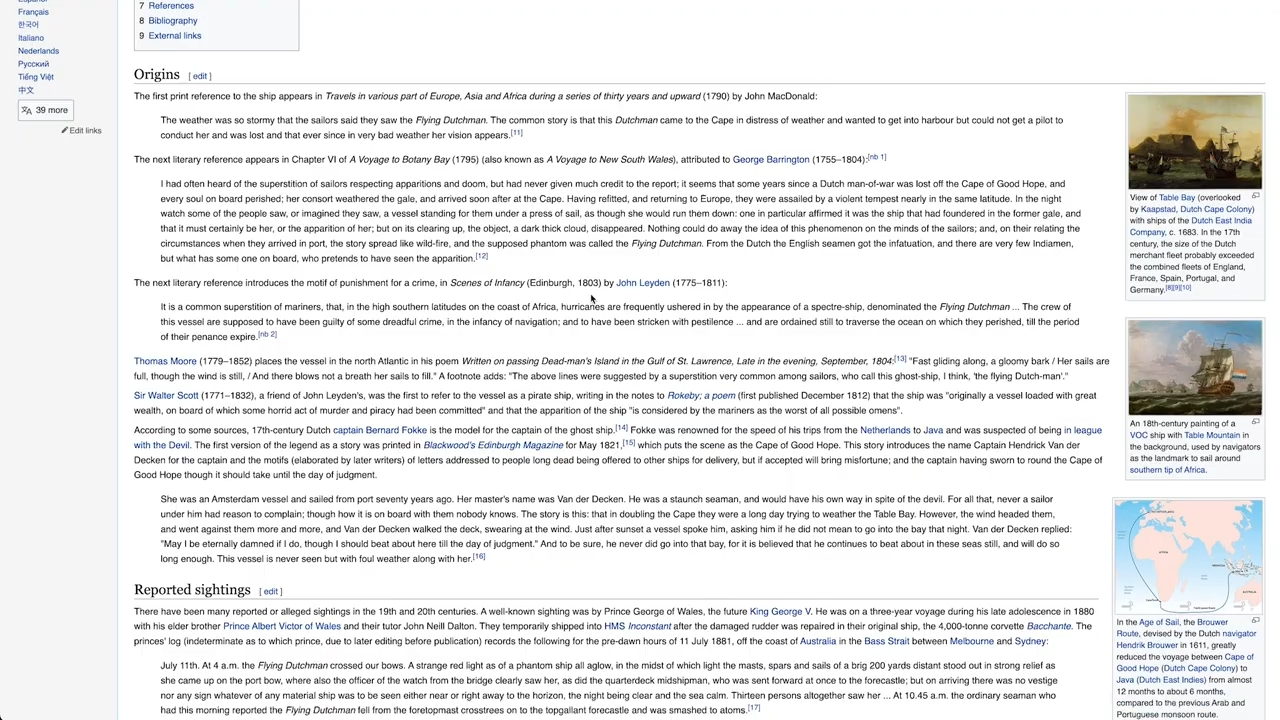 Español
Français
한국어
Italiano
Nederlands
Русский
Tiếng Việt
中文
39 more
Edit links
7 References
8 Bibliography
9 External links
Origins [ edit ]
The first print reference to the ship appears in Travels in various part of Europe, Asia and Africa during a series of thirty years and upward (1790) by John MacDonald:
The weather was so stormy that the sailors said they saw the Flying Dutchman. The common story is that this Dutchman came to the Cape in distress of weather and wanted to get into harbour but could not get a pilot to
conduct her and was lost and that ever since in very bad weather her vision appears.[11]
The next literary reference appears in Chapter VI of A Voyage to Botany Bay (1795) (also known as A Voyage to New South Wales), attributed to George Barrington (1755–1804):[nb 1]
I had often heard of the superstition of sailors respecting apparitions and doom, but had never given much credit to the report; it seems that some years since a Dutch man-of-war was lost off the Cape of Good Hope, and
every soul on board perished; her consort weathered the gale, and arrived soon after at the Cape. Having refitted, and returning to Europe, they were assailed by a violent tempest nearly in the same latitude. In the night
watch some of the people saw, or imagined they saw, a vessel standing for them under a press of sail, as though she would run them down: one in particular affirmed it was the ship that had foundered in the former gale, and
that it must certainly be her, or the apparition of her; but on its clearing up, the object, a dark thick cloud, disappeared. Nothing could do away the idea of this phenomenon on the minds of the sailors; and, on their relating the
circumstances when they arrived in port, the story spread like wild-fire, and the supposed phantom was called the Flying Dutchman. From the Dutch the English seamen got the infatuation, and there are very few Indiamen,
but what has some one on board, who pretends to have seen the apparition.[12]
The next literary reference introduces the motif of punishment for a crime, in Scenes of Infancy (Edinburgh, 1803) by John Leyden (1775–1811):
It is a common superstition of mariners, that, in the high southern latitudes on the coast of Africa, hurricanes are frequently ushered in by the appearance of a spectre-ship, denominated the Flying Dutchman ... The crew of
this vessel are supposed to have been guilty of some dreadful crime, in the infancy of navigation; and to have been stricken with pestilence ... and are ordained still to traverse the ocean on which they perished, till the period
of their penance expire.[nb 2]
Thomas Moore (1779–1852) places the vessel in the north Atlantic in his poem Written on passing Dead-man's Island in the Gulf of St. Lawrence, Late in the evening, September, 1804:[13] "Fast gliding along, a gloomy bark / Her sails are
full, though the wind is still, / And there blows not a breath her sails to fill." A footnote adds: "The above lines were suggested by a superstition very common among sailors, who call this ghost-ship, I think, 'the flying Dutch-man'."
Sir Walter Scott (1771–1832), a friend of John Leyden's, was the first to refer to the vessel as a pirate ship, writing in the notes to Rokeby; a poem (first published December 1812) that the ship was "originally a vessel loaded with great
wealth, on board of which some horrid act of murder and piracy had been committed" and that the apparition of the ship "is considered by the mariners as the worst of all possible omens".
According to some sources, 17th-century Dutch captain Bernard Fokke is the model for the captain of the ghost ship.[14] Fokke was renowned for the speed of his trips from the Netherlands to Java and was suspected of being in league
with the Devil. The first version of the legend as a story was printed in Blackwood's Edinburgh Magazine for May 1821,[15] which puts the scene as the Cape of Good Hope. This story introduces the name Captain Hendrick Van der
Decken for the captain and the motifs (elaborated by later writers) of letters addressed to people long dead being offered to other ships for delivery, but if accepted will bring misfortune; and the captain having sworn to round the Cape of
Good Hope though it should take until the day of judgment.
She was an Amsterdam vessel and sailed from port seventy years ago. Her master's name was Van der Decken. He was a staunch seaman, and would have his own way in spite of the devil. For all that, never a sailor
under him had reason to complain; though how it is on board with them nobody knows. The story is this: that in doubling the Cape they were a long day trying to weather the Table Bay. However, the wind headed them,
and went against them more and more, and Van der Decken walked the deck, swearing at the wind. Just after sunset a vessel spoke him, asking him if he did not mean to go into the bay that night. Van der Decken replied:
"May I be eternally damned if I do, though I should beat about here till the day of judgment." And to be sure, he never did go into that bay, for it is believed that he continues to beat about in these seas still, and will do so
long enough. This vessel is never seen but with foul weather along with her.[16]
Reported sightings [ edit ]
There have been many reported or alleged sightings in the 19th and 20th centuries. A well-known sighting was by Prince George of Wales, the future King George V. He was on a three-year voyage during his late adolescence in 1880
with his elder brother Prince Albert Victor of Wales and their tutor John Neill Dalton. They temporarily shipped into HMS Inconstant after the damaged rudder was repaired in their original ship, the 4,000-tonne corvette Bacchante. The
princes' log (indeterminate as to which prince, due to later editing before publication) records the following for the pre-dawn hours of 11 July 1881, off the coast of Australia in the Bass Strait between Melbourne and Sydney:
July 11th. At 4 a.m. the Flying Dutchman crossed our bows. A strange red light as of a phantom ship all aglow, in the midst of which light the masts, spars and sails of a brig 200 yards distant stood out in strong relief as
she came up on the port bow, where also the officer of the watch from the bridge clearly saw her, as did the quarterdeck midshipman, who was sent forward at once to the forecastle; but on arriving there was no vestige
nor any sign whatever of any material ship was to be seen either near or right away to the horizon, the night being clear and the sea calm. Thirteen persons altogether saw her ... At 10.45 a.m. the ordinary seaman who
had this morning reported the Flying Dutchman fell from the foretopmast crosstrees on to the topgallant forecastle and was smashed to atoms.[17]
View of Table Bay (overlooked
by Kaapstad, Dutch Cape Colony)
with ships of the Dutch East India
Company, c. 1683. In the 17th
century, the size of the Dutch
merchant fleet probably exceeded
the combined fleets of England,
France, Spain, Portugal, and
Germany.[8][9][10]
An 18th-century painting of a
VOC ship with Table Mountain in
the background, used by navigators
as the landmark to sail around
southern tip of Africa.
In the Age of Sail, the Brouwer
Route, devised by the Dutch navigator
Hendrik Brouwer in 1611, greatly
reduced the voyage between Cape of
Good Hope (Dutch Cape Colony) to
Java (Dutch East Indies) from almost
12 months to about 6 months,
compared to the previous Arab and
Portuguese monsoon route.